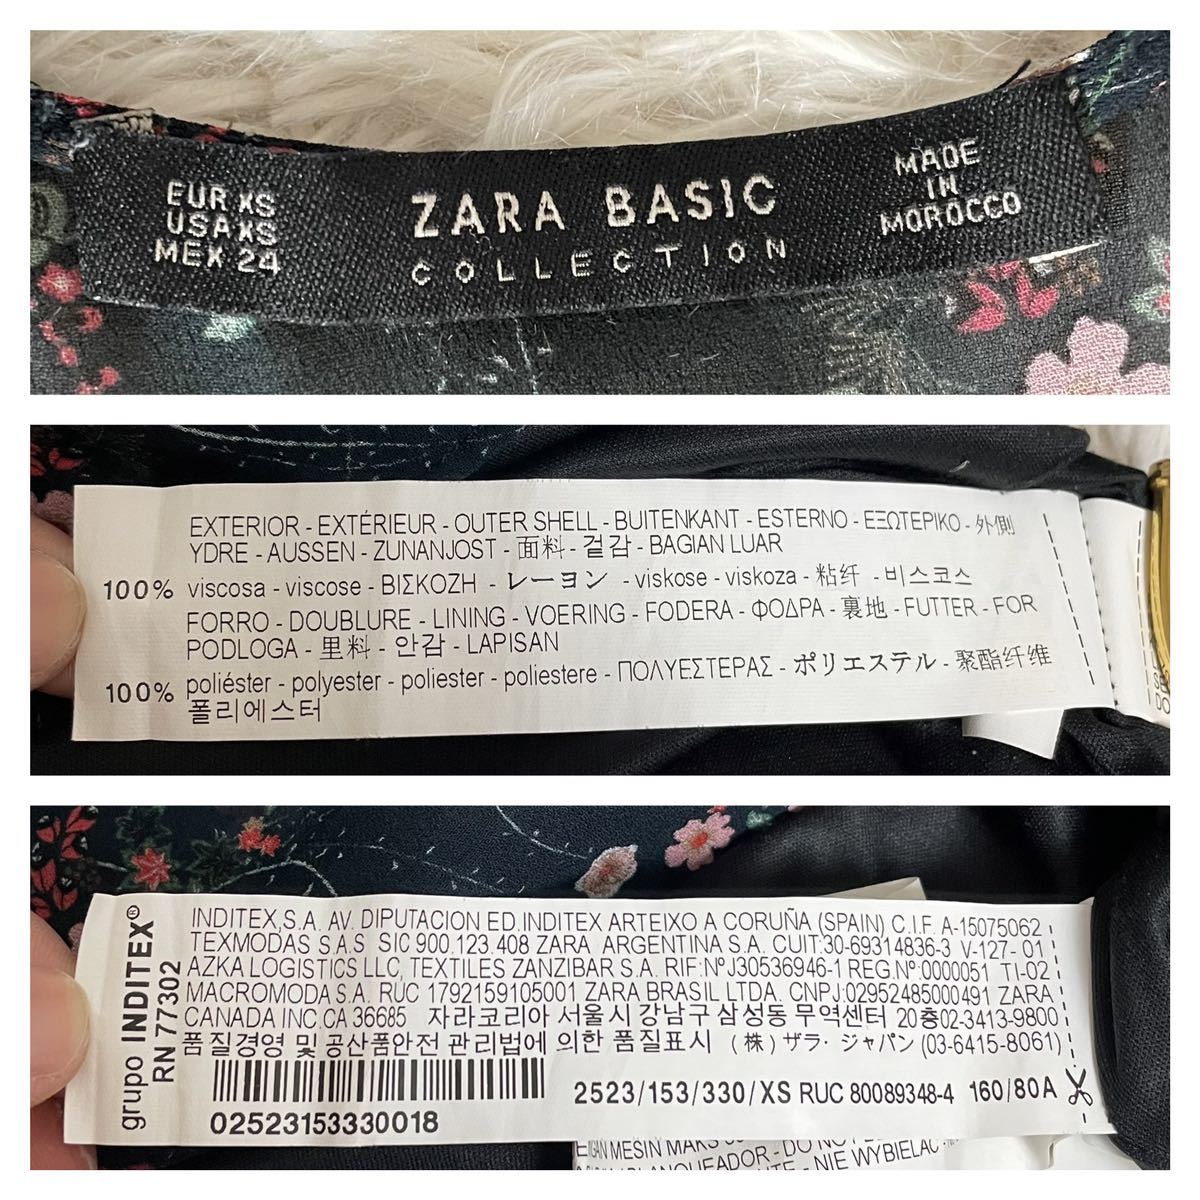 EUR XS
USA XS
MEX 24
ZARA BASIC
COLLECTION
MADE
IN
MOROCCO
EXTERIOR - EXTÉRIEUR - OUTER SHELL - BUITENKANT - ESTERNO - ΕΞΩΤΕΡΙΚΟ - 外側
YDRE - AUSSEN - ZUNANJOST - 面料 - 겉감 - BAGIAN LUAR
100% viscosa - viscose - ΒΙΣΚΟΖΗ - レーヨン - viskose - viskoza - 粘纤 - 비스코스
FORRO - DOUBLURE - LINING - VOERING - FODERA - ΦΟΔΡΑ - 裏地 - FUTTER - FOR
PODLOGA - 里料 - 안감 - LAPISAN
100% poliéster - polyester - poliester - poliestere - ΠΟΛΥΕΣΤΕΡΑΣ - ポリエステル - 聚酯纤维
폴리에스터
grupo INDITEX®
RN 77302
INDITEX,S.A. AV. DIPUTACION ED.INDITEX ARTEIXO A CORUÑA (SPAIN) C.I.F. A-15075062
TEXMODAS S.A.S SIC 900.123.408 ZARA ARGENTINA S.A. CUIT:30-69314836-3 V-127- 01
AZKA LOGISTICS LLC, TEXTILES ZANZIBAR S.A. RIF:Nº J30536946-1 REG.Nº:0000051 TI-02
MACROMODA S.A. RUC 1792159105001 ZARA BRASIL LTDA. CNPJ:02952485000491 ZARA
CANADA INC.CA 36685 자라코리아 서울시 강남구 삼성동 무역센터 20층02-3413-9800
품질경영 및 공산품안전 관리법에 의한 품질표시 (株) ザラ・ジャパン (03-6415-8061)
02523153330018
2523/153/330/XS RUC 80089348-4 160/80A
MESIN
DO NO
NIE WYBIELAC